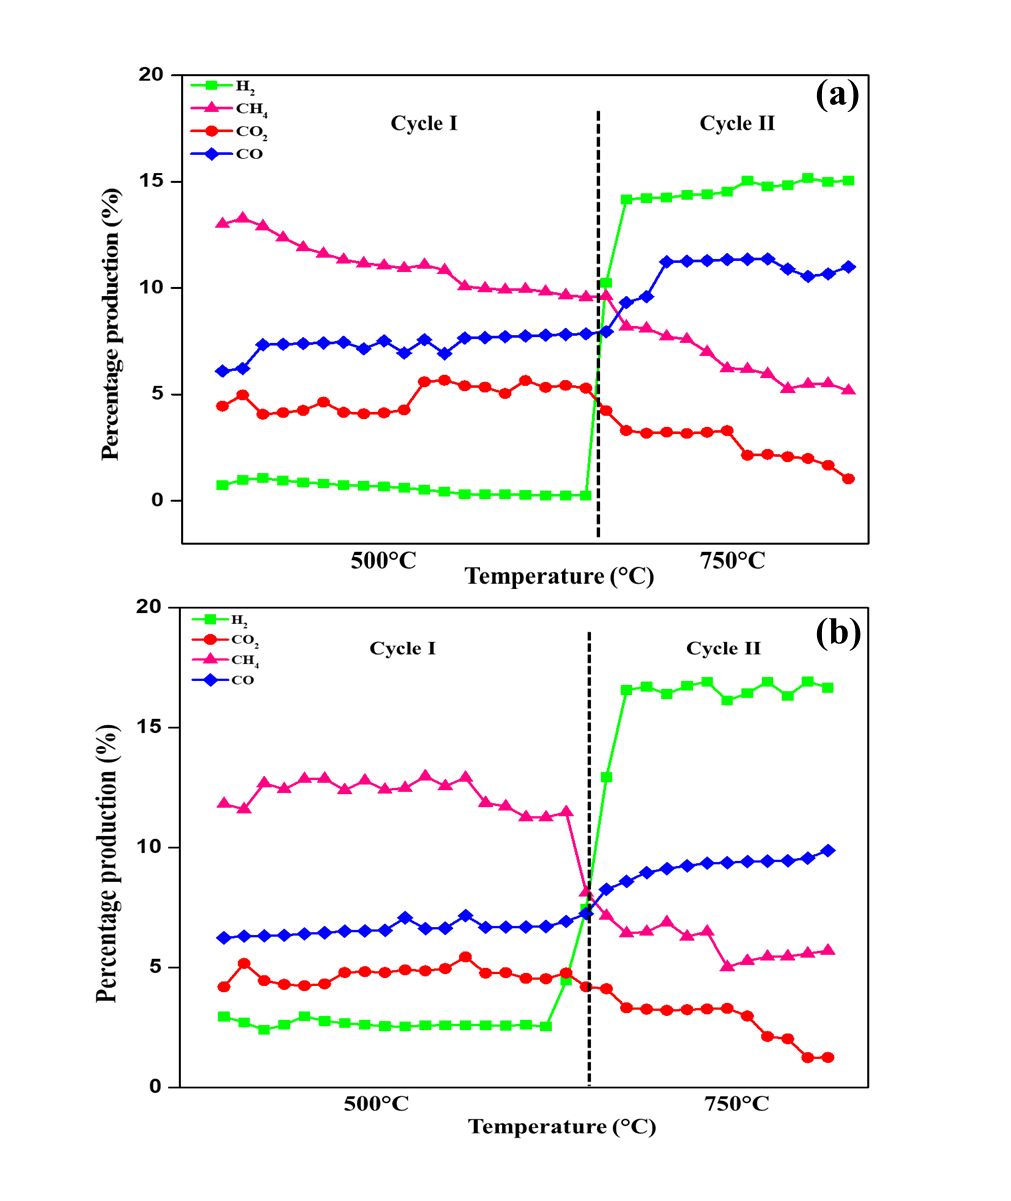 (a)
H₂
CH₄
CO₂
CO
Cycle I
Cycle II
20
15
10
5
0
Percentage production (%)
500°C
750°C
Temperature (°C)
(b)
H₂
CO₂
CH₄
CO
Cycle I
Cycle II
20
15
10
5
0
Percentage production (%)
500°C
750°C
Temperature (°C)